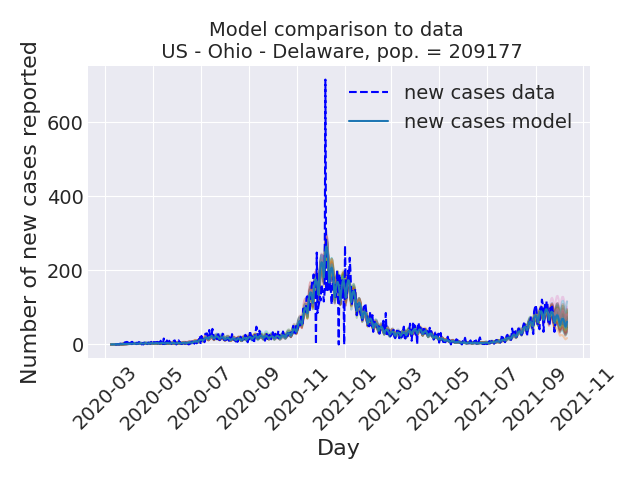 Model comparison to data
US - Ohio - Delaware, pop. = 209177
Number of new cases reported
600
400
200
0
new cases data
new cases model
2020-03
2020-05
2020-07
2020-09
2020-11
2021-01
2021-03
2021-05
2021-07
2021-09
2021-11
Day